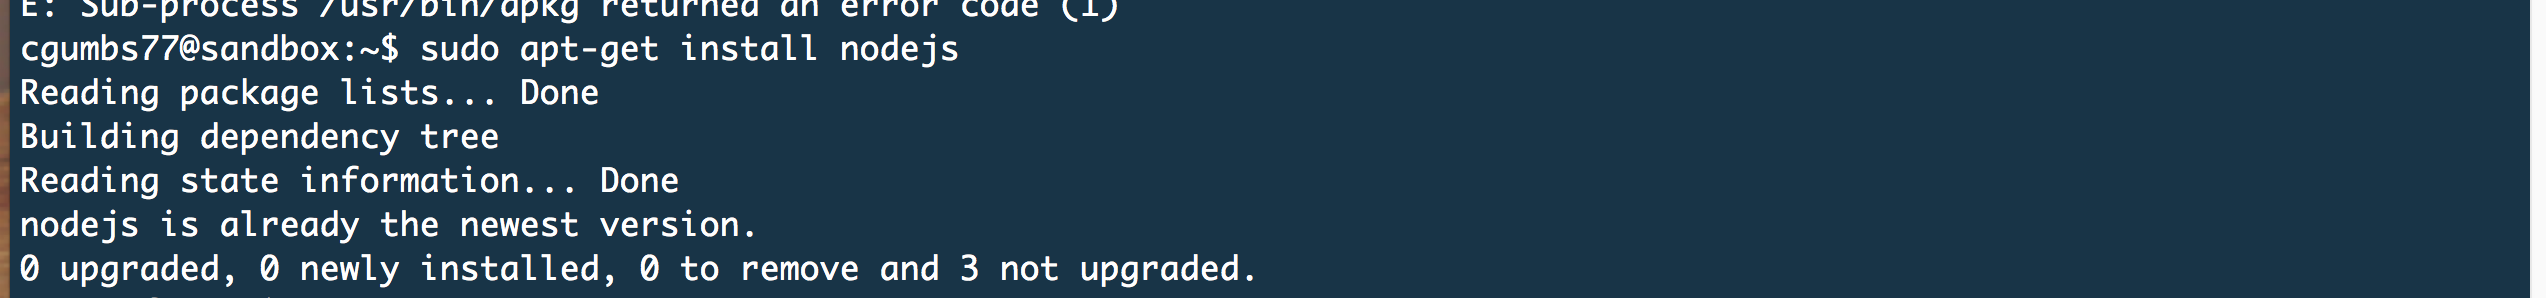 E: Sub-process /usr/bin/dpkg returned an error code (1)
cgumbs77@sandbox:~$ sudo apt-get install nodejs
Reading package lists... Done
Building dependency tree
Reading state information... Done
nodejs is already the newest version.
0 upgraded, 0 newly installed, 0 to remove and 3 not upgraded.